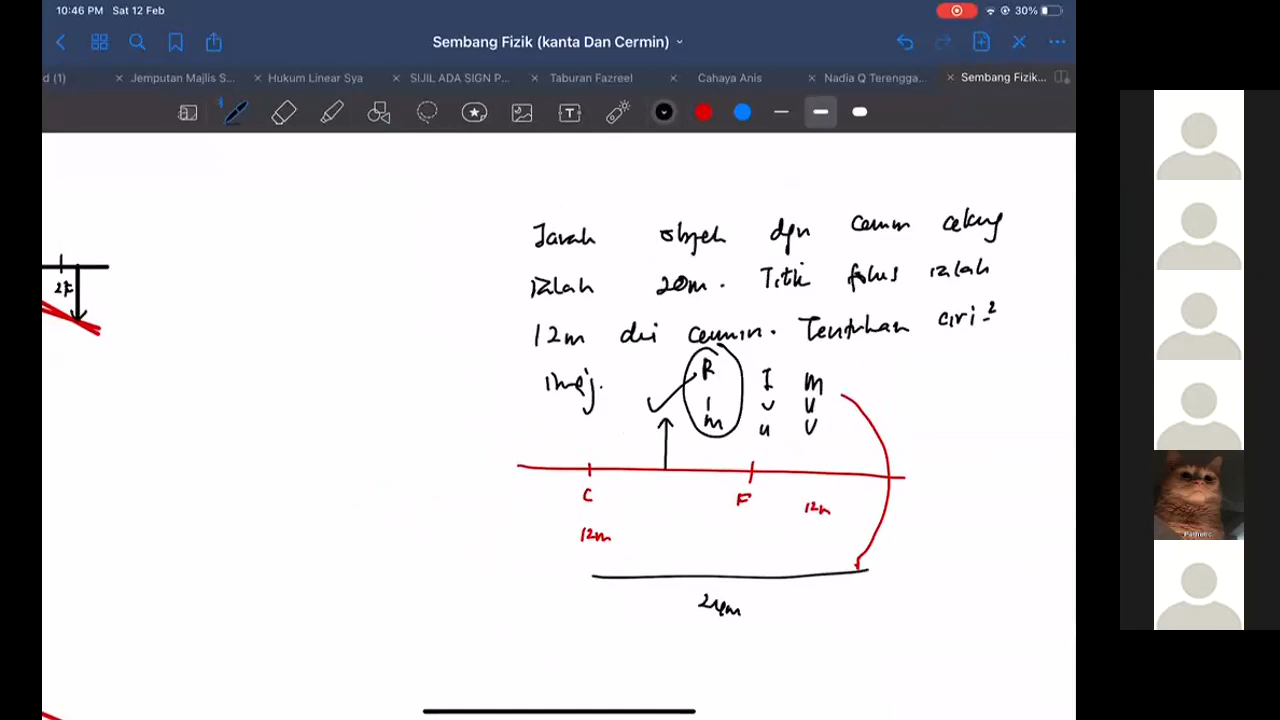 10:46 PM Sat 12 Feb
30%
Sembang Fizik (kanta Dan Cermin)
d (1)
Jemputan Majlis S...
Hukum Linear Sya
SIJIL ADA SIGN P...
Taburan Fazreel
Cahaya Anis
Nadia Q Terengga...
Sembang Fizik...
T
Jarak objek dgn cermin cekung
ialah 20m. Titik fokus ialah
12m dri cermin. Tentukan ciri-2
imej.
R I M
I U U
M U U
2F
C F 12m
12m
24m
Pathetic.